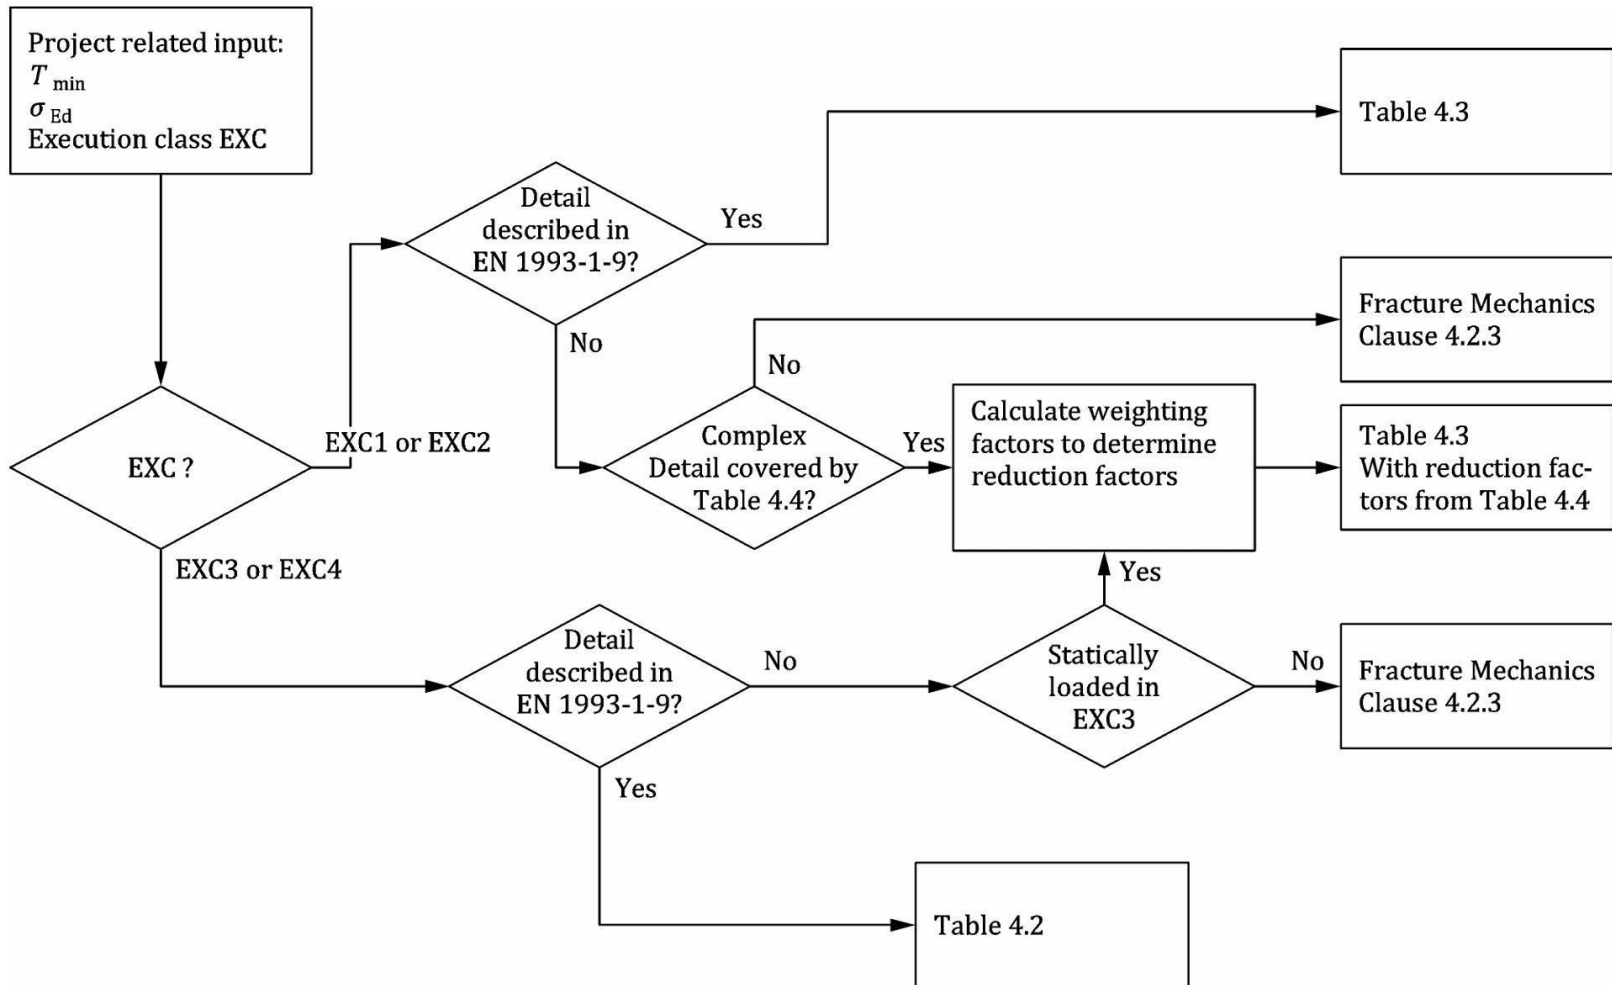 Project related input:
T min
σ Ed
Execution class EXC
Table 4.3
Detail
described in
EN 1993-1-9?
Yes
No
Fracture Mechanics
Clause 4.2.3
No
EXC ?
EXC1 or EXC2
Complex
Detail covered by
Table 4.4?
Yes
Calculate weighting
factors to determine
reduction factors
Table 4.3
With reduction fac-
tors from Table 4.4
EXC3 or EXC4
Yes
Detail
described in
EN 1993-1-9?
No
Statically
loaded in
EXC3
No
Fracture Mechanics
Clause 4.2.3
Yes
Table 4.2